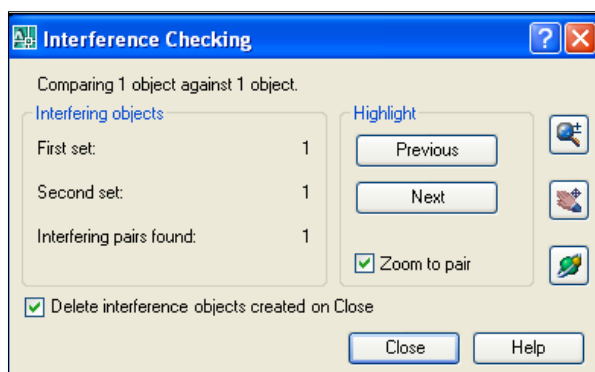 Interference Checking
Comparing 1 object against 1 object.
Interfering objects
First set: 1
Second set: 1
Interfering pairs found: 1
Highlight
Previous
Next
Zoom to pair
Delete interference objects created on Close
Close
Help